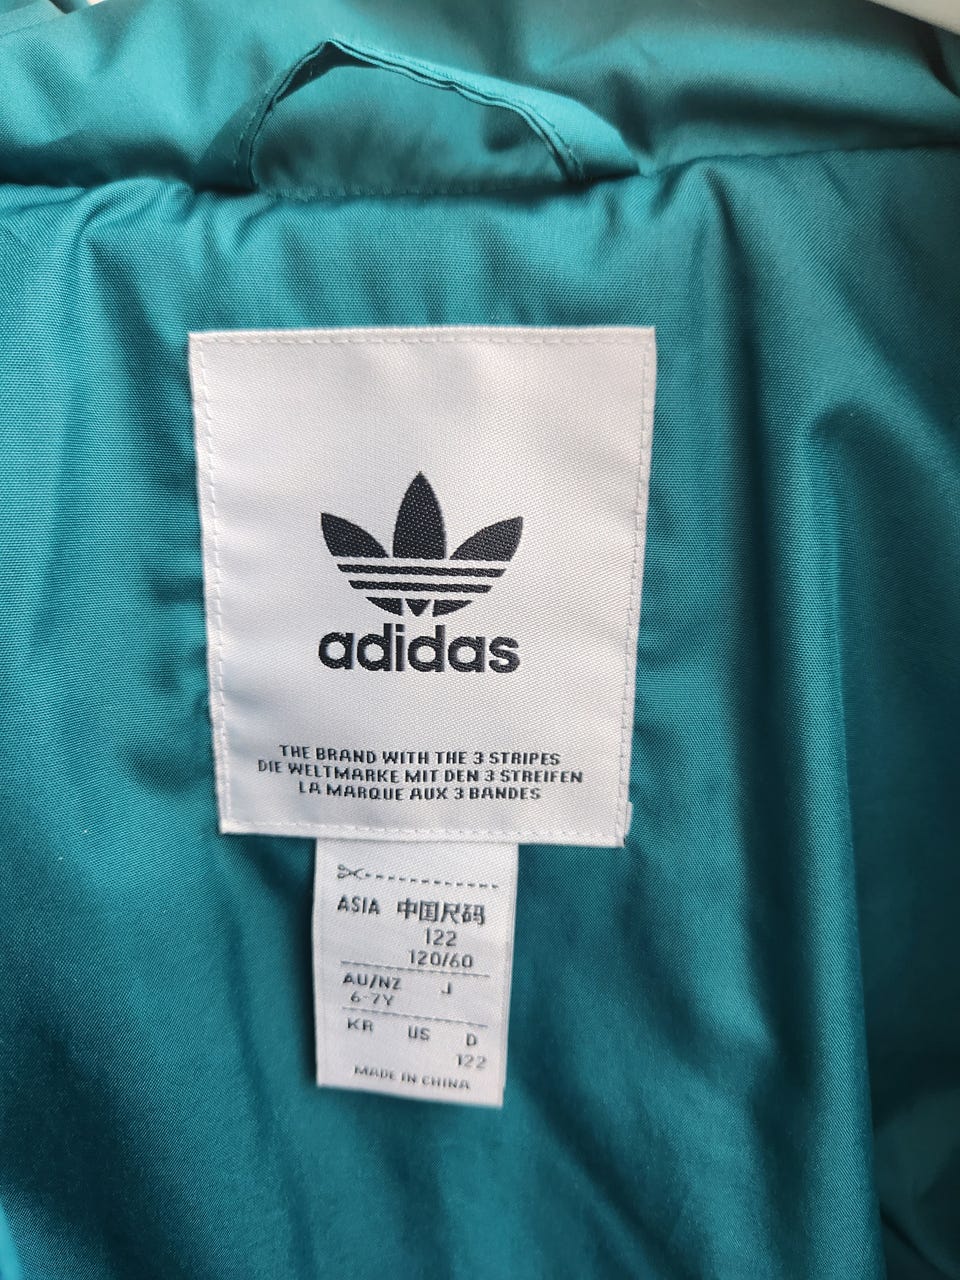 adidas
THE BRAND WITH THE 3 STRIPES
DIE WELTMARKE MIT DEN 3 STREIFEN
LA MARQUE AUX 3 BANDES
ASIA 中国尺码
122
120/60
AU/NZ J
6-7Y
KR US D
122
MADE IN CHINA